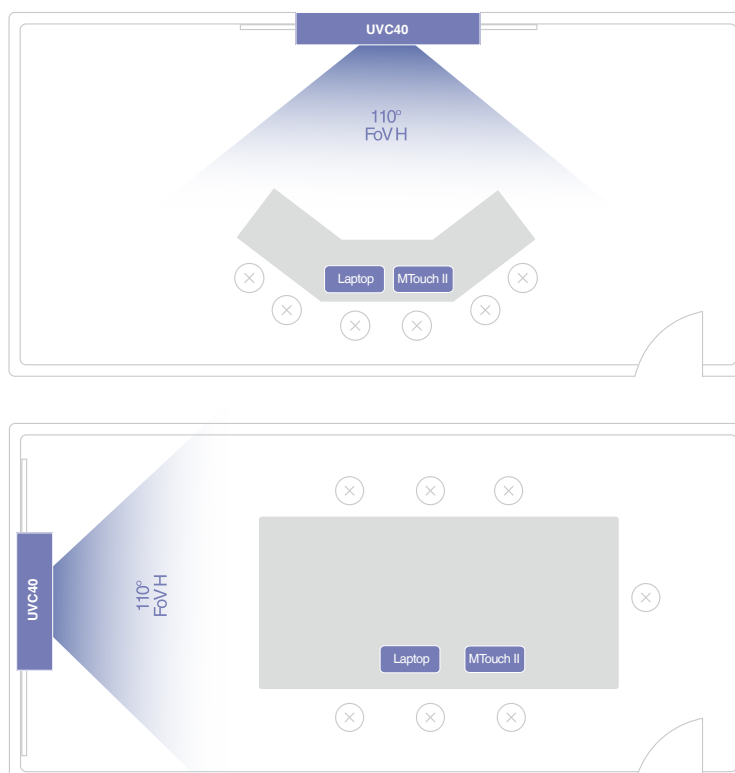 UVC40
110°
FoV H
Laptop
MTouch II
UVC40
110°
FoV H
Laptop
MTouch II